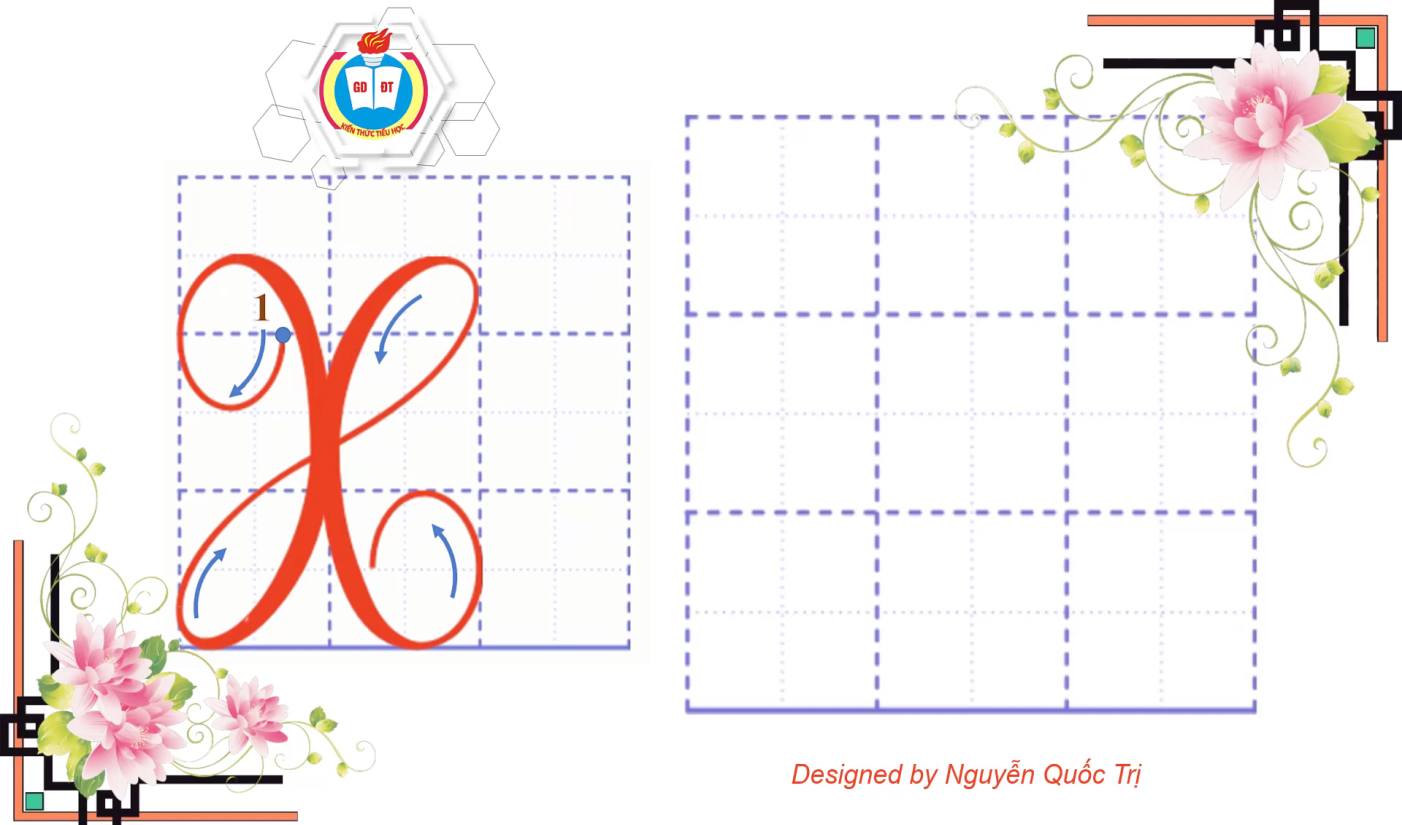 GD ĐT
KIẾN THỨC TIỂU HỌC
1
X
Designed by Nguyễn Quốc Trị